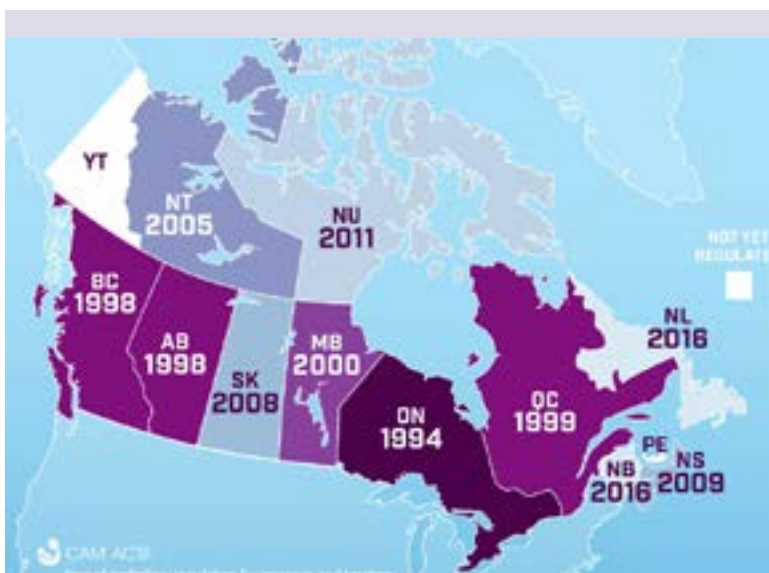 YT
NT
2005
NU
2011
BC
1998
AB
1998
SK
2008
MB
2000
ON
1994
QC
1999
NL
2016
PE
NB
2016
NS
2009
NOT YET
REGULATE
CAM ACSF